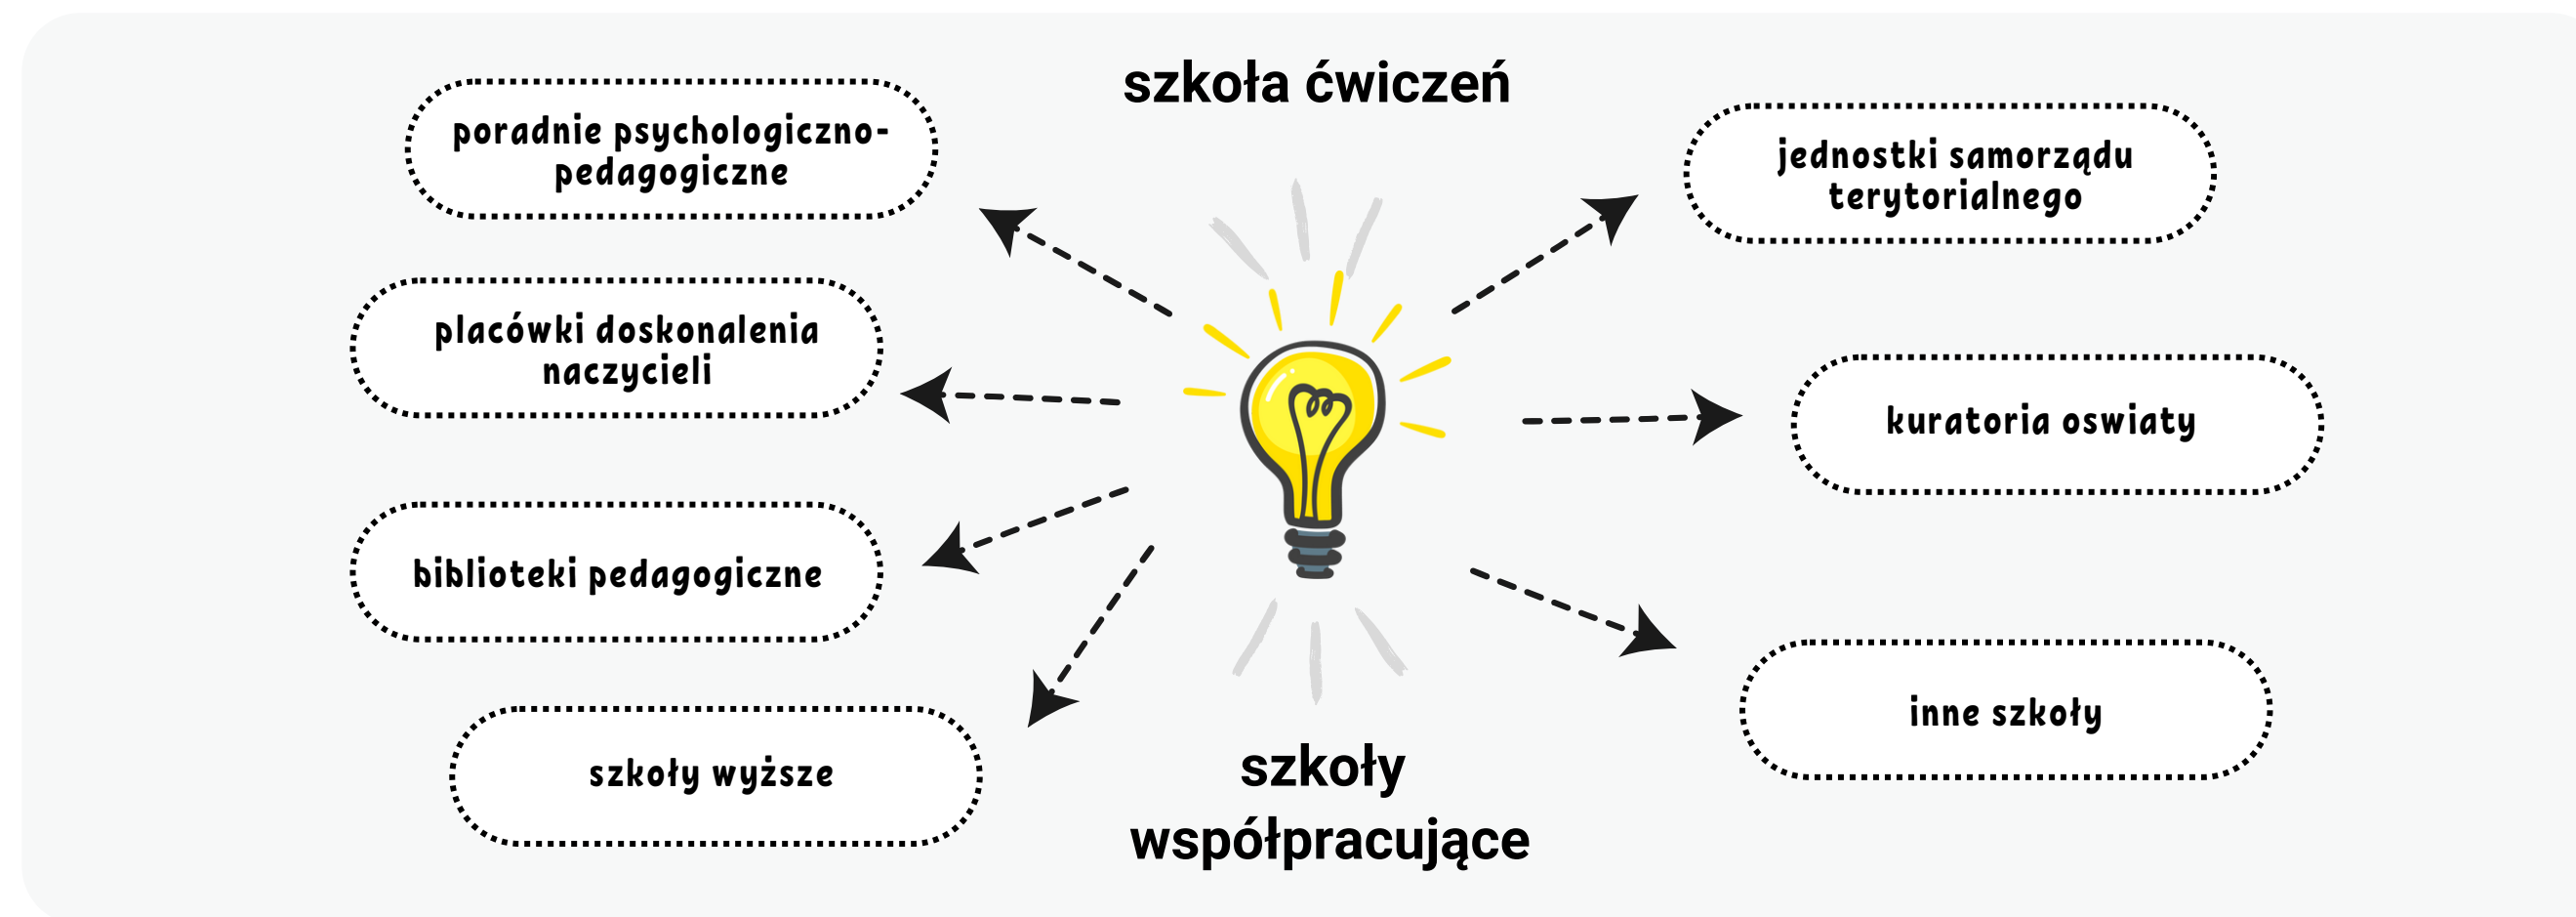 szkoła ćwiczeń
poradnie psychologiczno-
pedagogiczne
placówki doskonalenia
naczycieli
biblioteki pedagogiczne
szkoły wyższe
jednostki samorządu
terytorialnego
kuratoria oswiaty
inne szkoły
szkoły
współpracujące